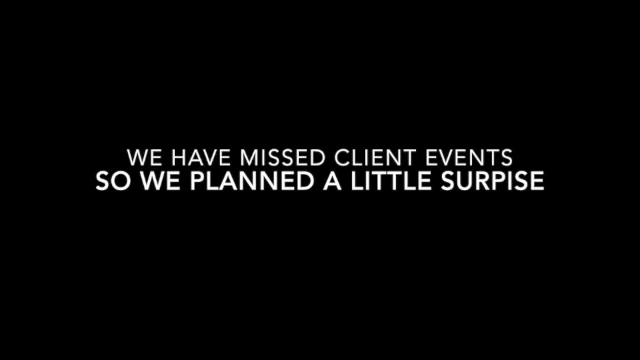 WE HAVE MISSED CLIENT EVENTS
SO WE PLANNED A LITTLE SURPISE